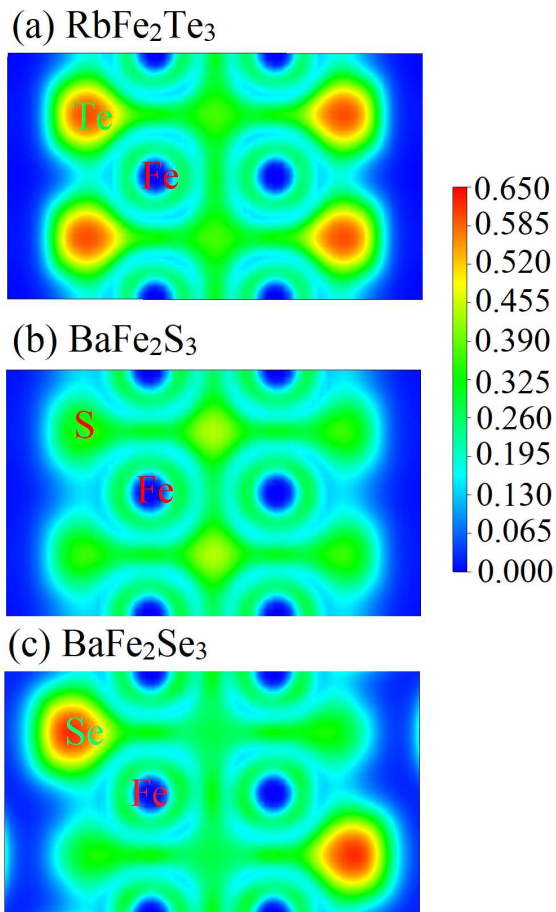 (a) RbFe₂Te₃
Te
Fe
0.650
0.585
0.520
0.455
0.390
0.325
0.260
0.195
0.130
0.065
0.000
(b) BaFe₂S₃
S
Fe
(c) BaFe₂Se₃
Se
Fe